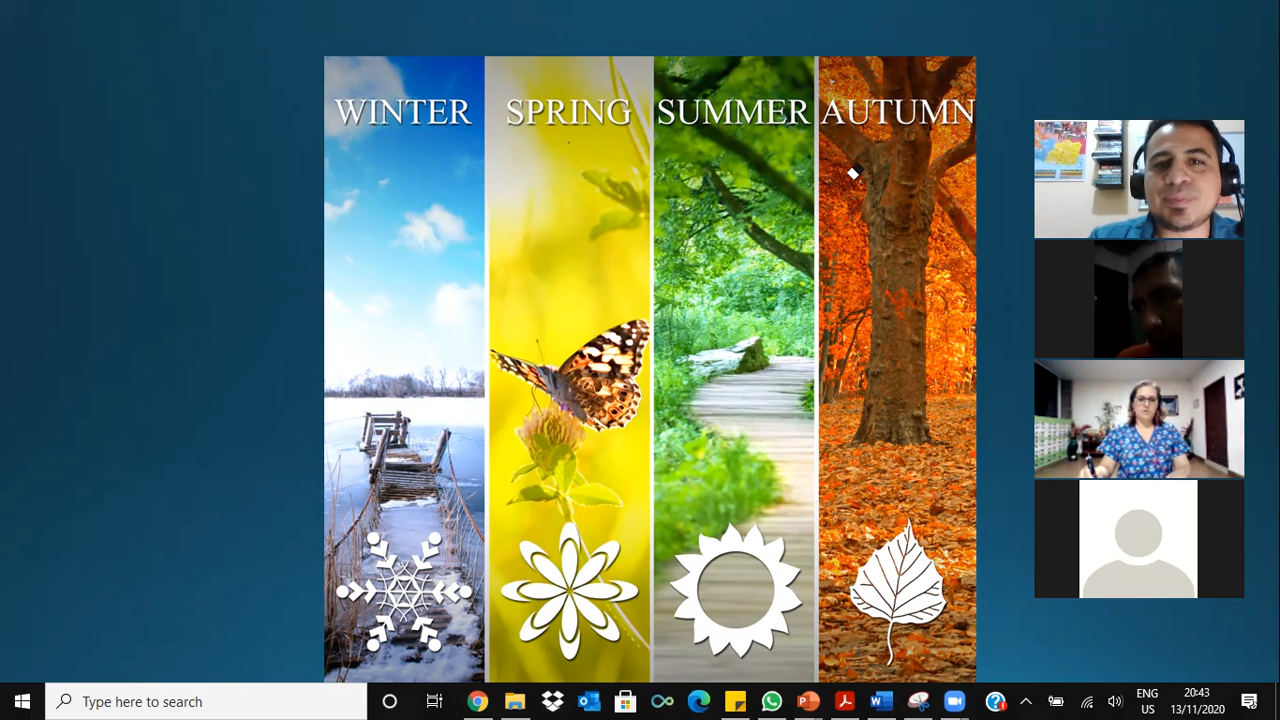 WINTER SPRING SUMMER AUTUMN
Type here to search
ENG 20:43
US 13/11/2020